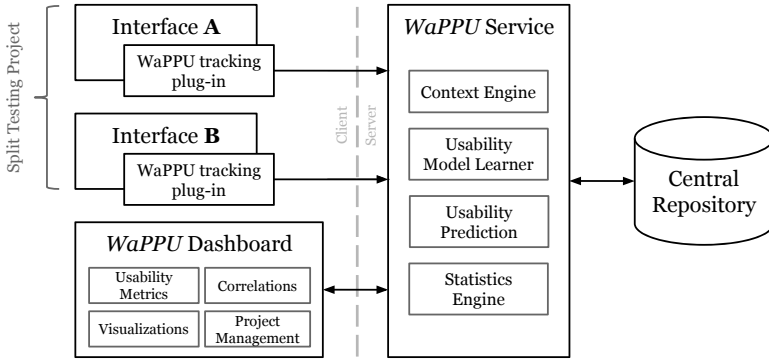 Split Testing Project
Interface A
WaPPU tracking
plug-in
Interface B
WaPPU tracking
plug-in
WaPPU Dashboard
Usability
Metrics
Correlations
Visualizations
Project
Management
Client
Server
WaPPU Service
Context Engine
Usability
Model Learner
Usability
Prediction
Statistics
Engine
Central
Repository